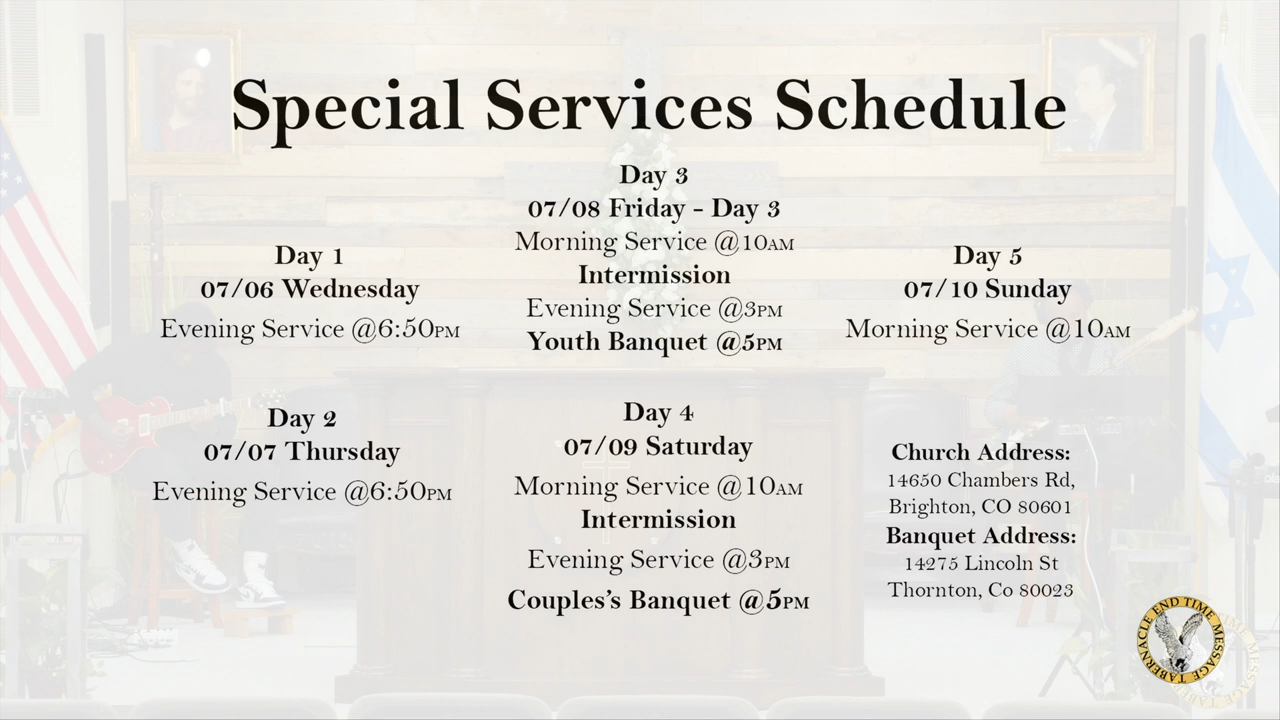 Special Services Schedule
Day 1
07/06 Wednesday
Evening Service @6:50PM
Day 2
07/07 Thursday
Evening Service @6:50PM
Day 3
07/08 Friday - Day 3
Morning Service @10AM
Intermission
Evening Service @3PM
Youth Banquet @5PM
Day 4
07/09 Saturday
Morning Service @10AM
Intermission
Evening Service @3PM
Couples's Banquet @5PM
Day 5
07/10 Sunday
Morning Service @10AM
Church Address:
14650 Chambers Rd,
Brighton, CO 80601
Banquet Address:
14275 Lincoln St
Thornton, Co 80023
END TIME MESSAGE TABERNACLE